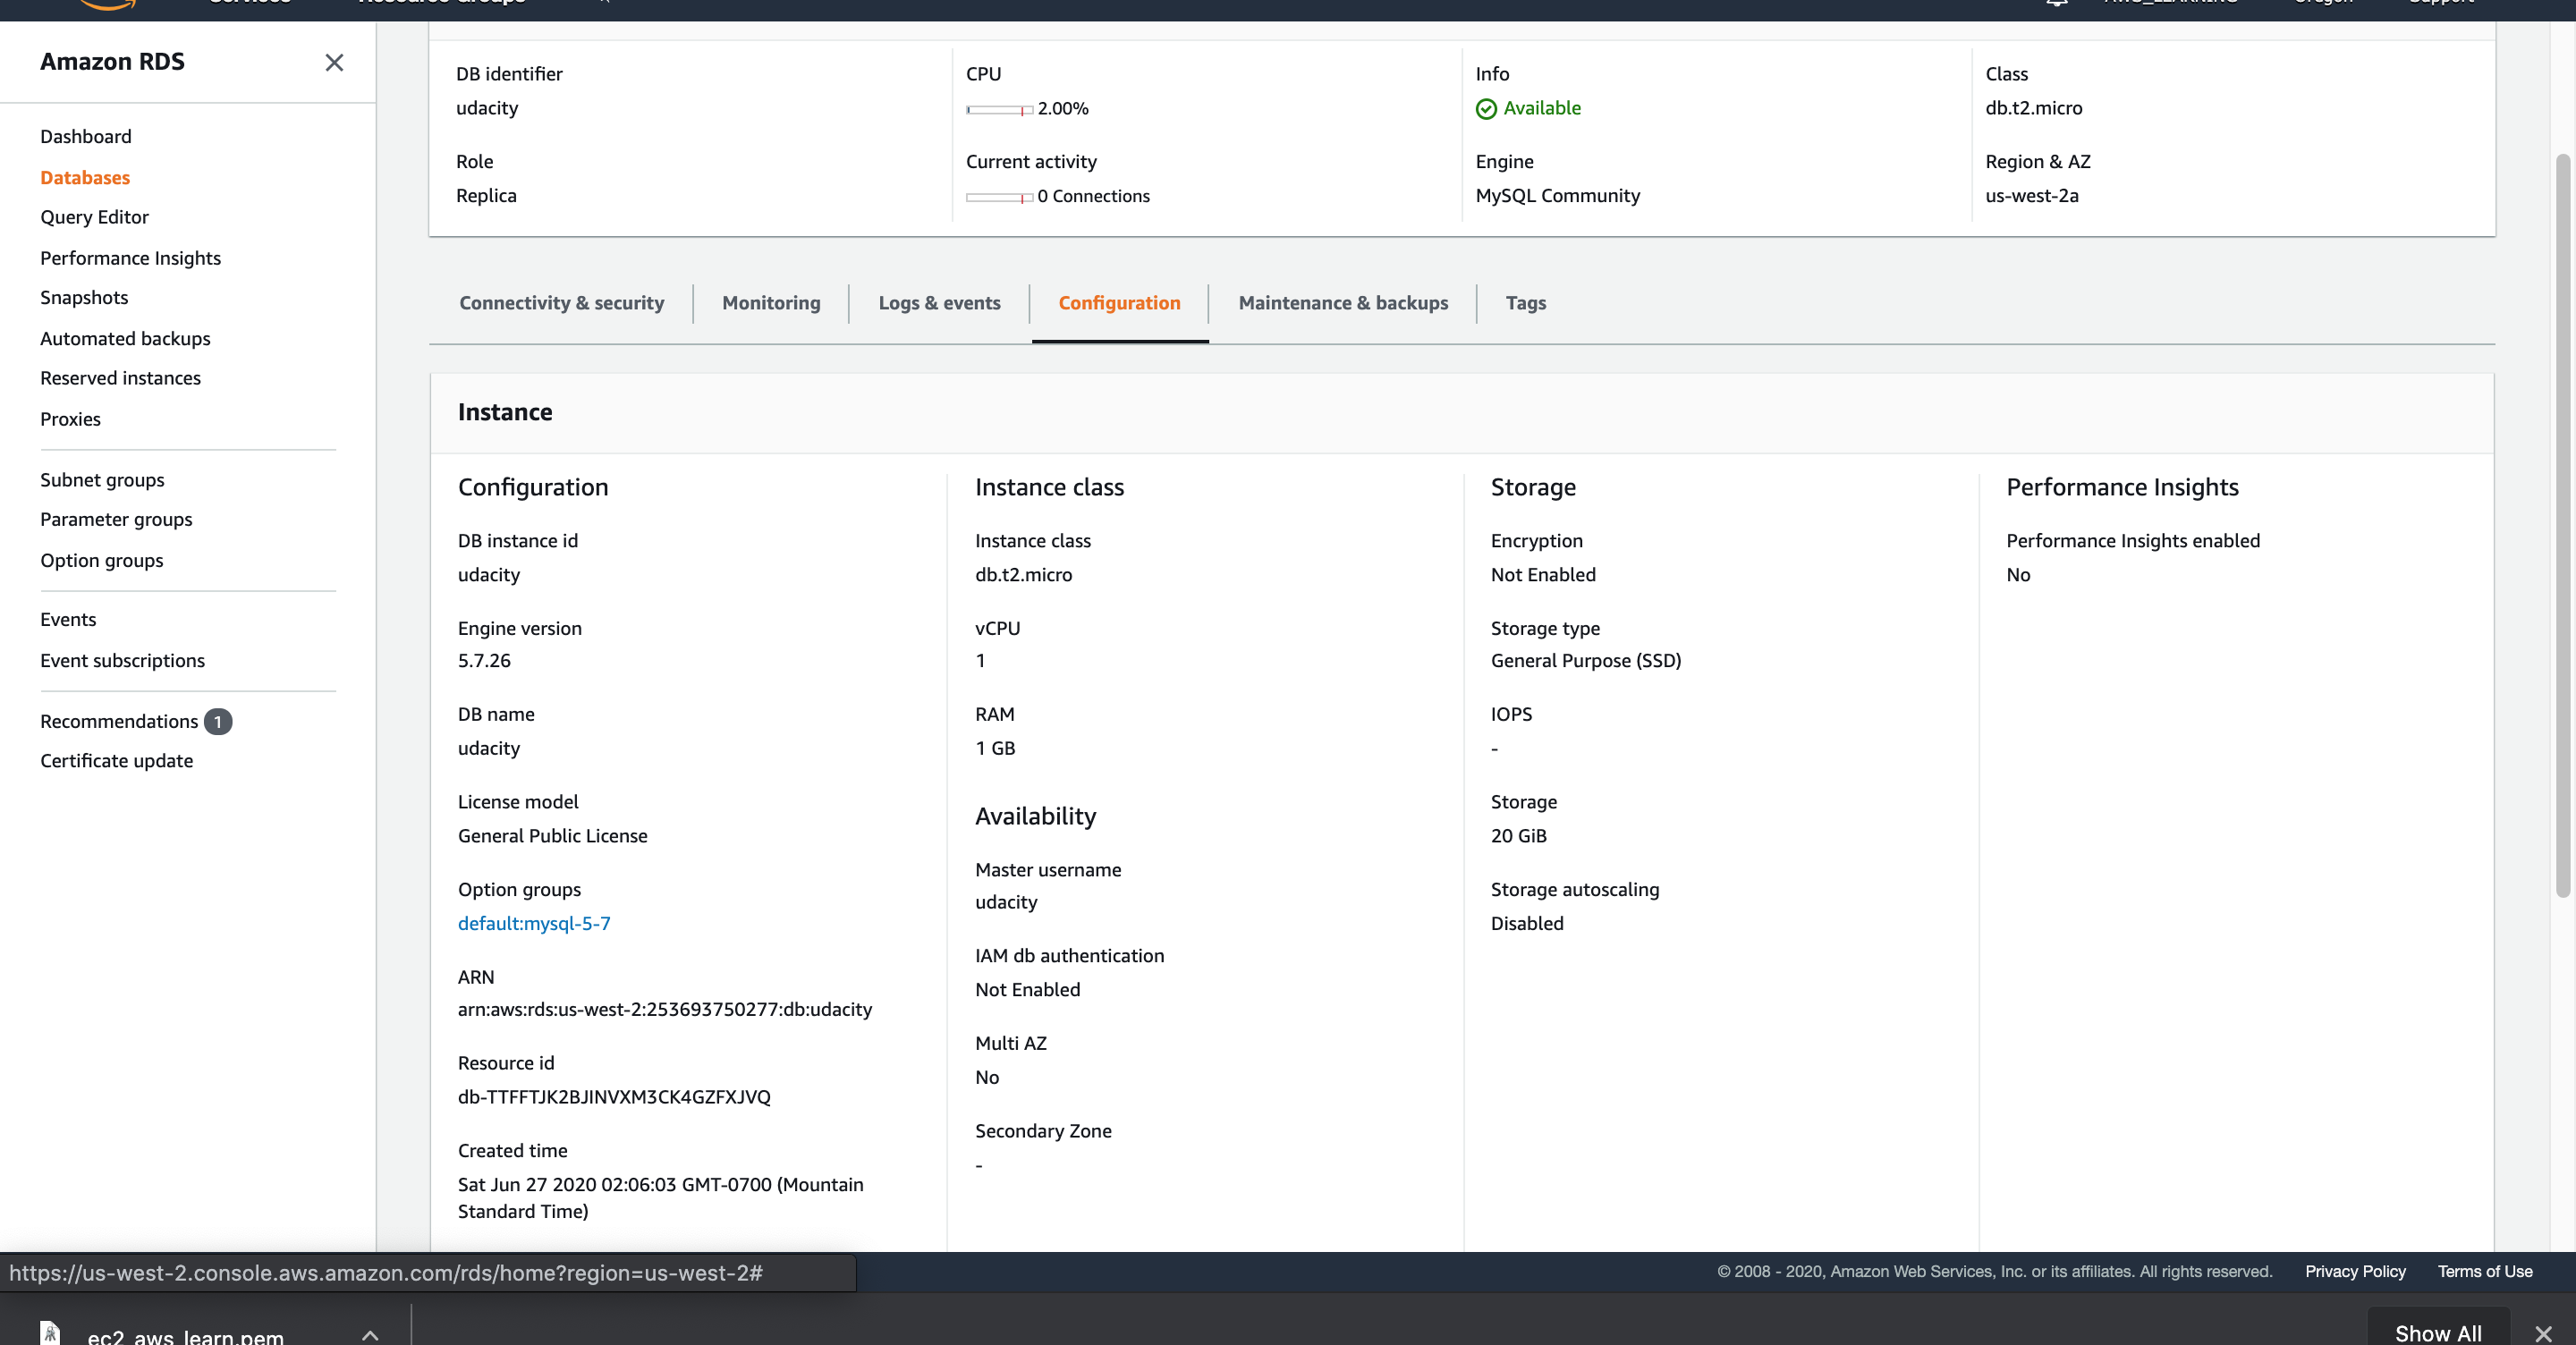 Services
Resource Groups
AWS_LEARNING
Oregon
Support
Amazon RDS
Dashboard
Databases
Query Editor
Performance Insights
Snapshots
Automated backups
Reserved instances
Proxies
Subnet groups
Parameter groups
Option groups
Events
Event subscriptions
Recommendations 1
Certificate update
DB identifier
udacity
Role
Replica
CPU
2.00%
Current activity
0 Connections
Info
Available
Engine
MySQL Community
Class
db.t2.micro
Region & AZ
us-west-2a
Connectivity & security
Monitoring
Logs & events
Configuration
Maintenance & backups
Tags
Instance
Configuration
DB instance id
udacity
Engine version
5.7.26
DB name
udacity
License model
General Public License
Option groups
default:mysql-5-7
ARN
arn:aws:rds:us-west-2:253693750277:db:udacity
Resource id
db-TTFFTJK2BJINVXM3CK4GZFXJVQ
Created time
Sat Jun 27 2020 02:06:03 GMT-0700 (Mountain
Standard Time)
Instance class
Instance class
db.t2.micro
vCPU
1
RAM
1 GB
Availability
Master username
udacity
IAM db authentication
Not Enabled
Multi AZ
No
Secondary Zone
-
Storage
Encryption
Not Enabled
Storage type
General Purpose (SSD)
IOPS
-
Storage
20 GiB
Storage autoscaling
Disabled
Performance Insights
Performance Insights enabled
No
https://us-west-2.console.aws.amazon.com/rds/home?region=us-west-2#
© 2008 - 2020, Amazon Web Services, Inc. or its affiliates. All rights reserved.
Privacy Policy
Terms of Use
ec2_aws_learn.pem
Show All